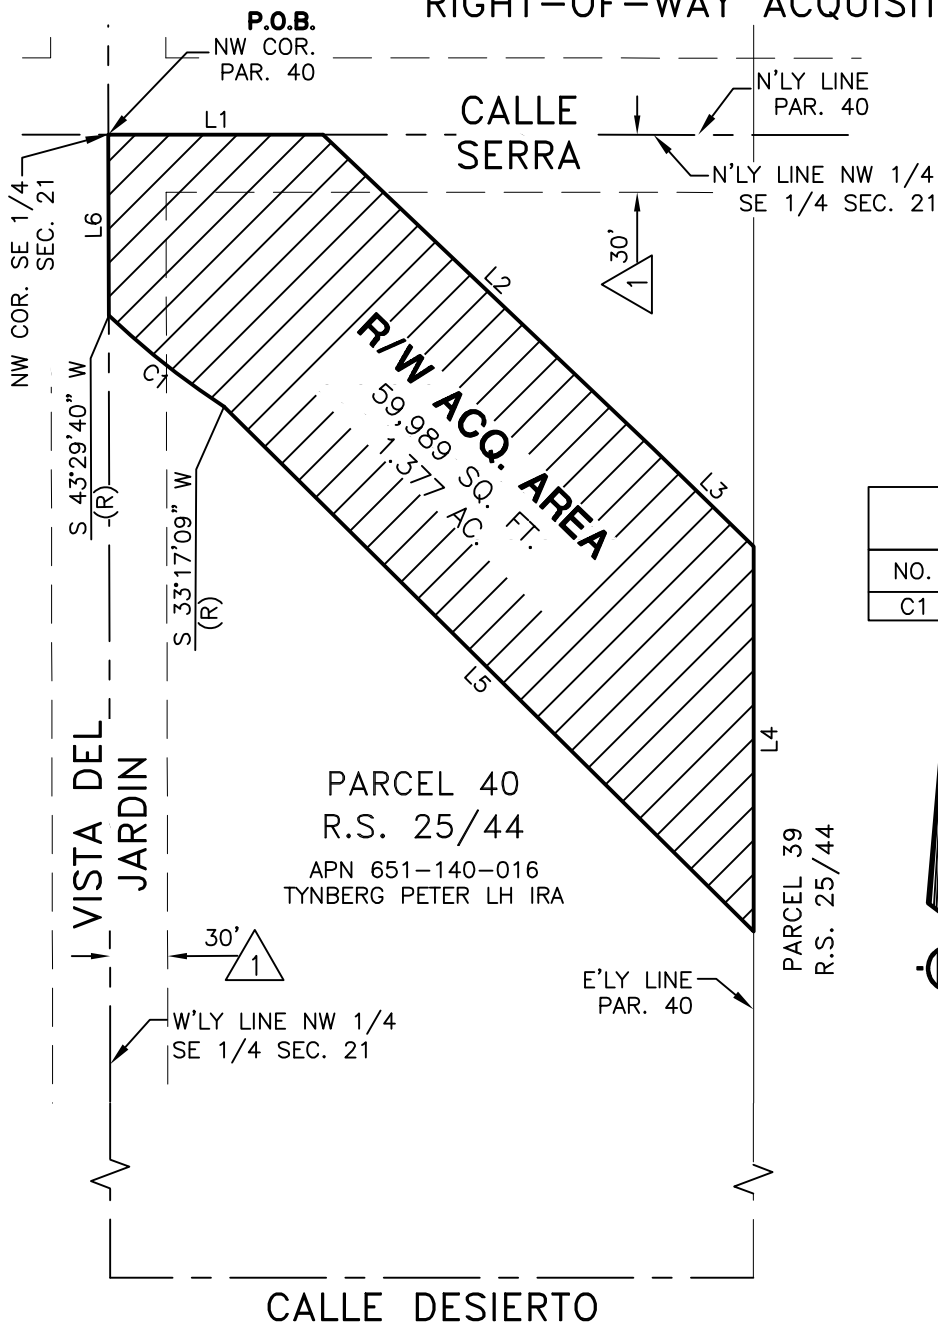 RIGHT-OF-WAY ACQUISIT
P.O.B.
NW COR.
PAR. 40
L1
CALLE
SERRA
N'LY LINE
PAR. 40
N'LY LINE NW 1/4
SE 1/4 SEC. 21
NW COR. SE 1/4
SEC. 21
L6
30'
1
L2
R/W ACQ. AREA
59,989 SQ. FT.
1.377 AC.
C1
S 43°29'40" W
(R)
S 33°17'09" W
(R)
L3
NO.
C1
L5
L4
VISTA DEL
JARDIN
PARCEL 40
R.S. 25/44
APN 651-140-016
TYNBERG PETER LH IRA
PARCEL 39
R.S. 25/44
30'
1
E'LY LINE
PAR. 40
W'LY LINE NW 1/4
SE 1/4 SEC. 21
CALLE DESIERTO